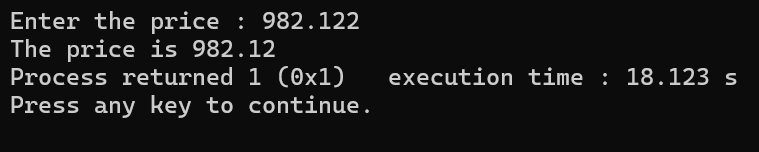 Enter the price : 982.122
The price is 982.12
Process returned 1 (0x1)   execution time : 18.123 s
Press any key to continue.